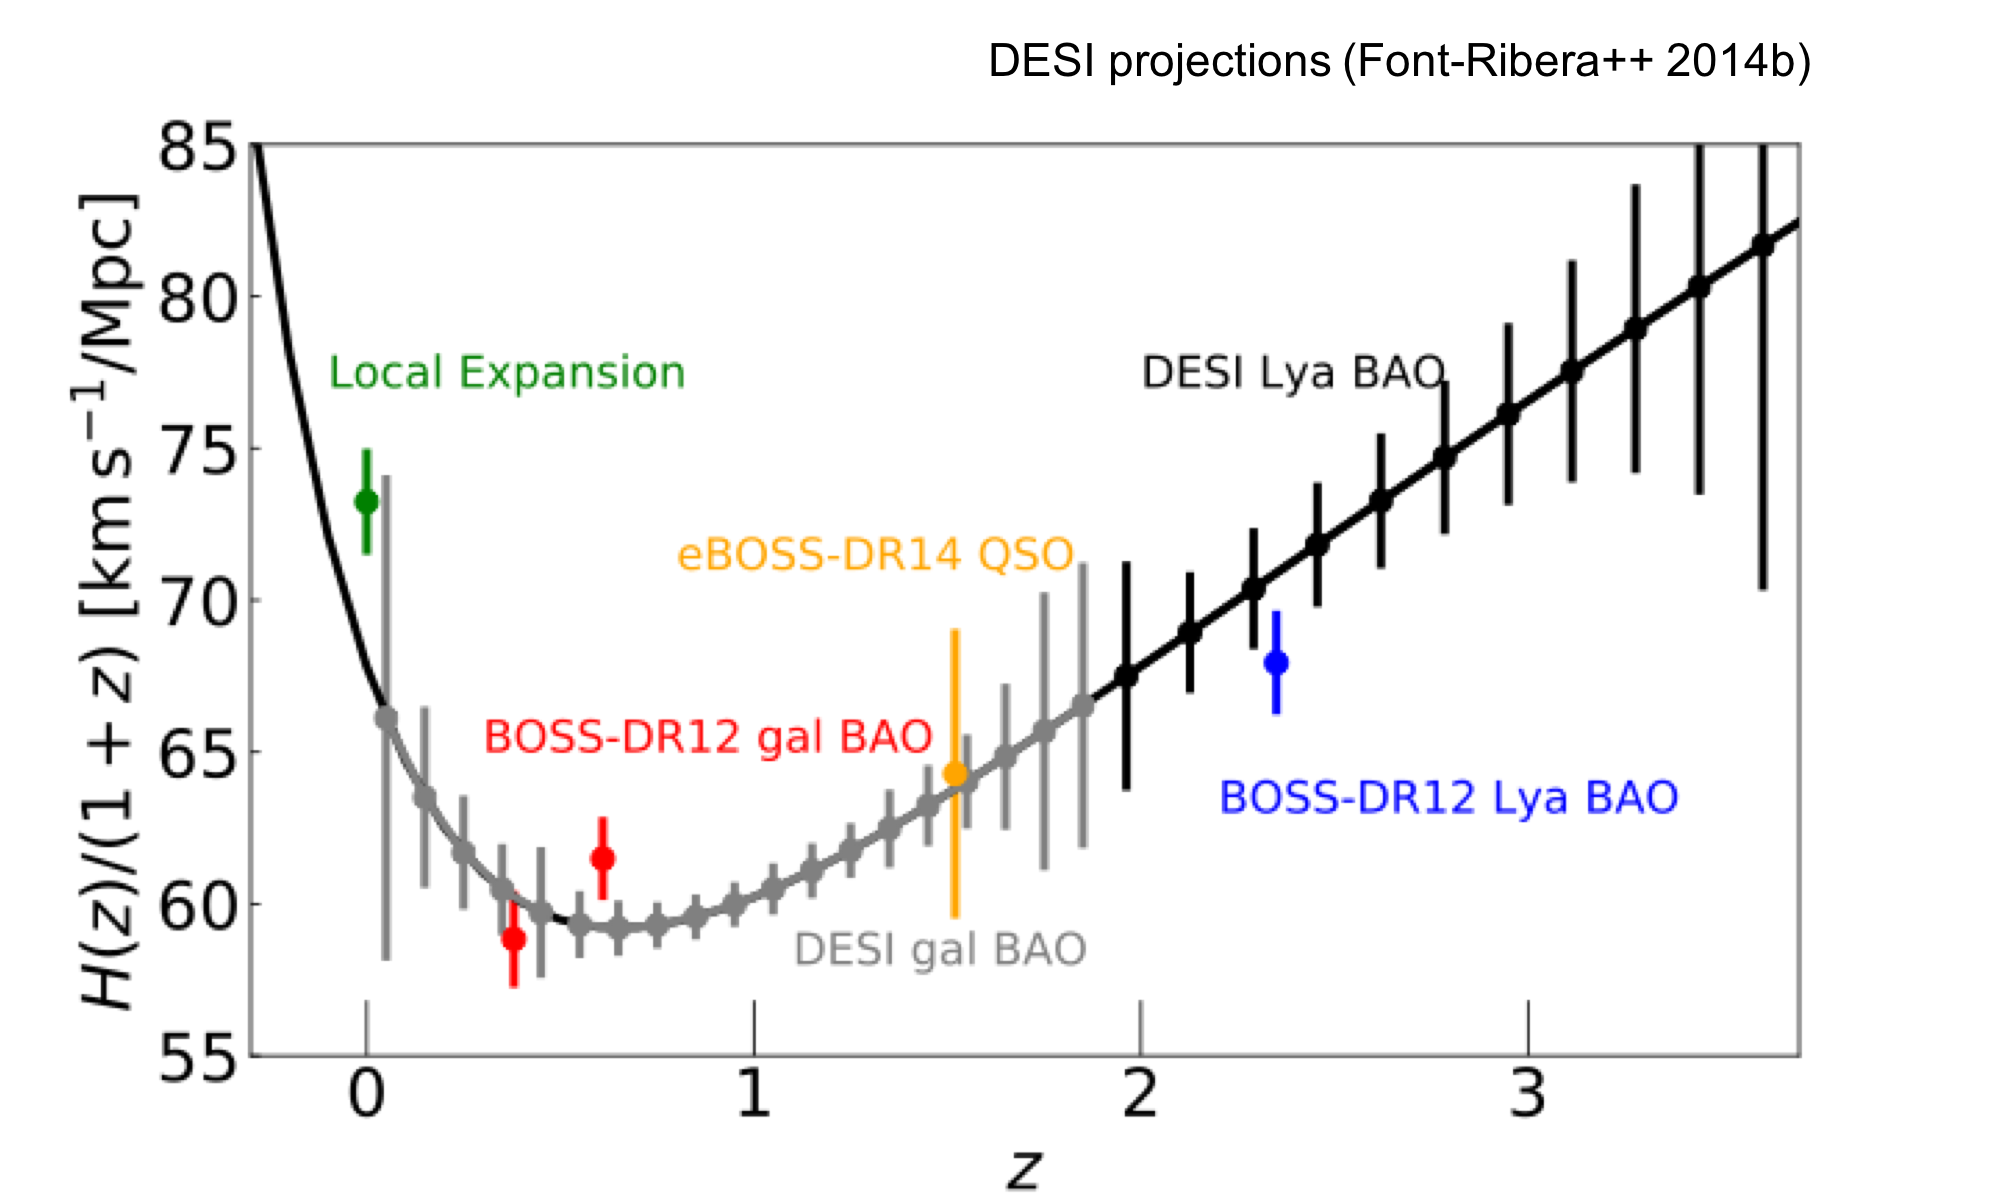 DESI projections (Font-Ribera++ 2014b)
85
80
75
70
65
60
55
H(z)/(1 + z) [km s⁻¹/Mpc]
Local Expansion
DESI Lya BAO
eBOSS-DR14 QSO
BOSS-DR12 gal BAO
BOSS-DR12 Lya BAO
DESI gal BAO
0 1 2 3
z